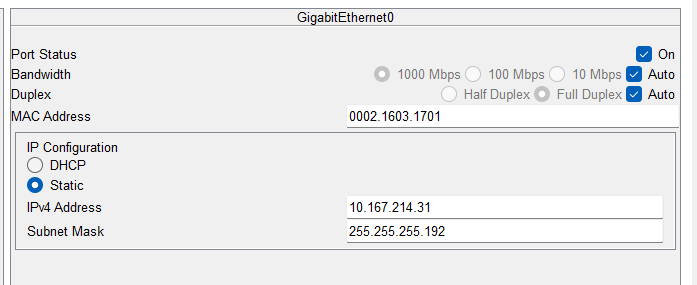 GigabitEthernet0
Port Status On
Bandwidth 1000 Mbps 100 Mbps 10 Mbps Auto
Duplex Half Duplex Full Duplex Auto
MAC Address 0002.1603.1701
IP Configuration
DHCP
Static
IPv4 Address 10.167.214.31
Subnet Mask 255.255.255.192